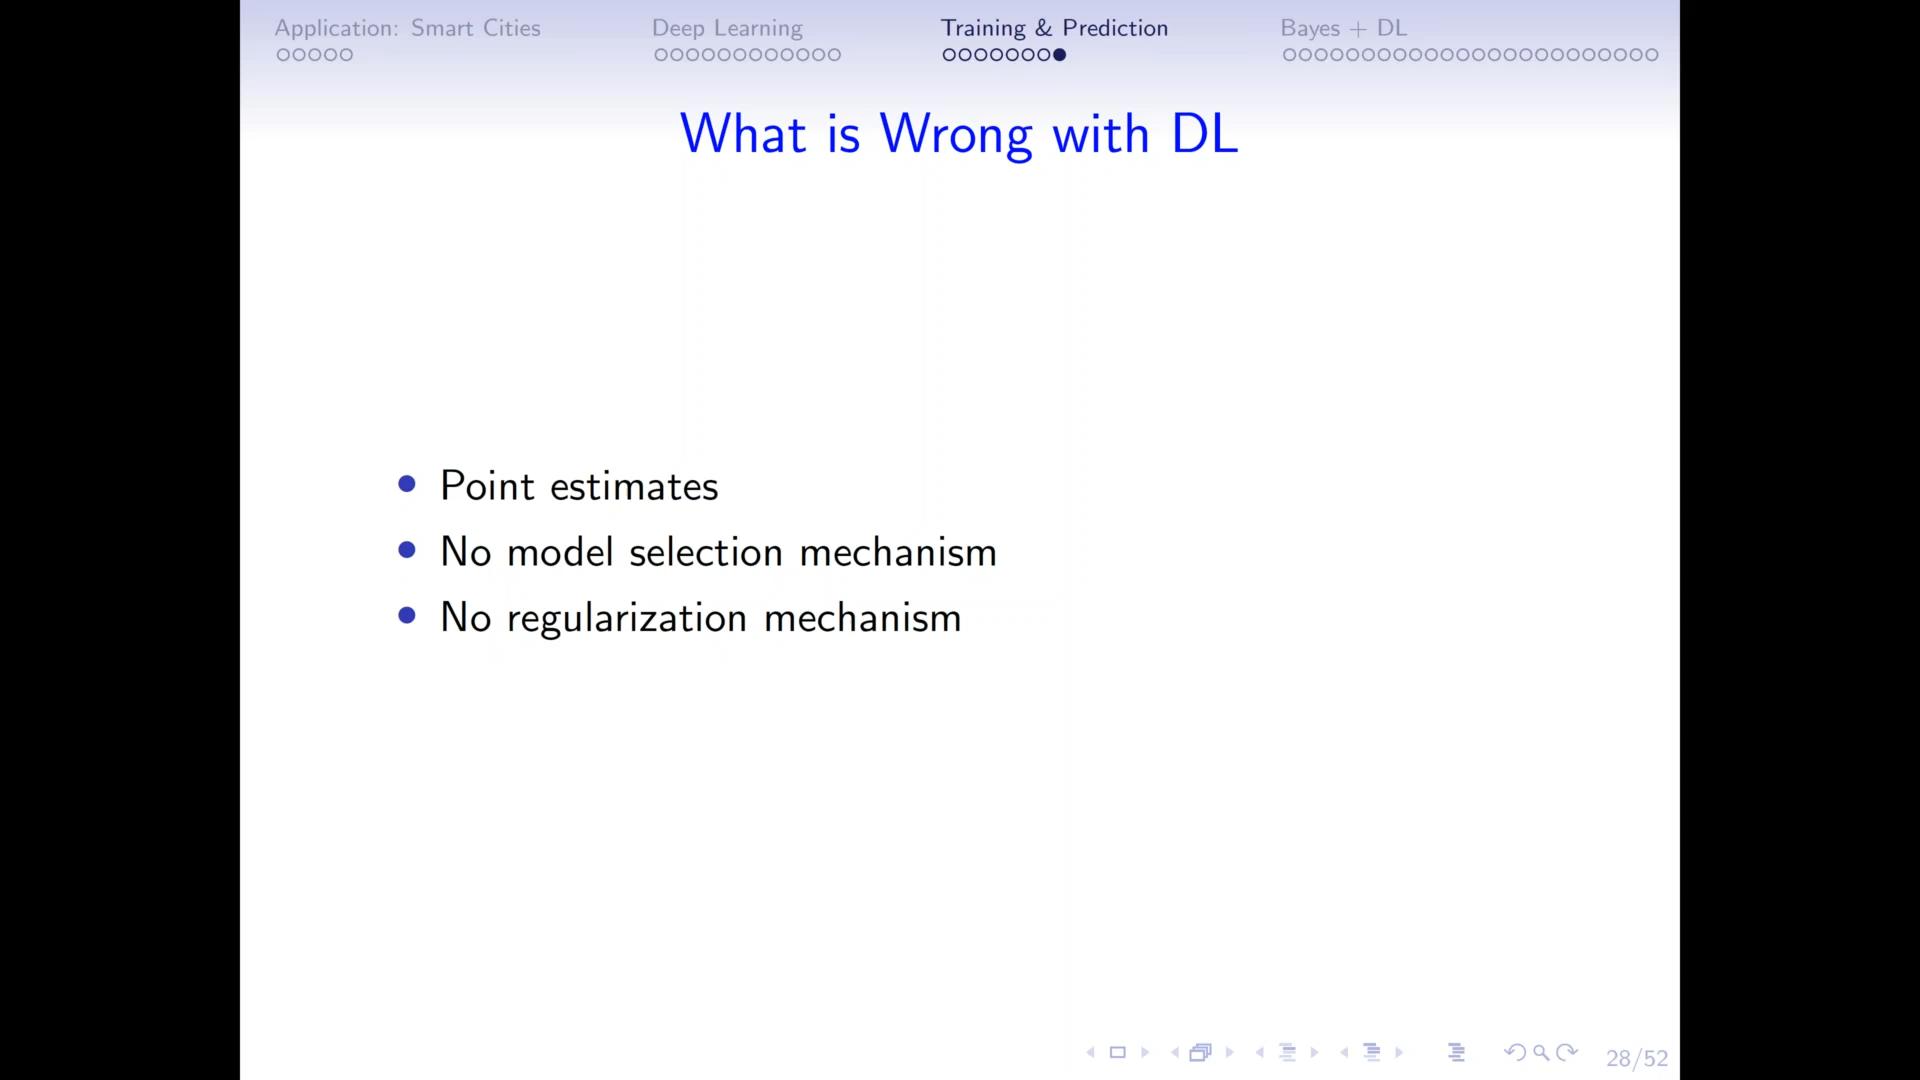 Application: Smart Cities
Deep Learning
Training & Prediction
Bayes + DL
What is Wrong with DL
Point estimates
No model selection mechanism
No regularization mechanism
28/52